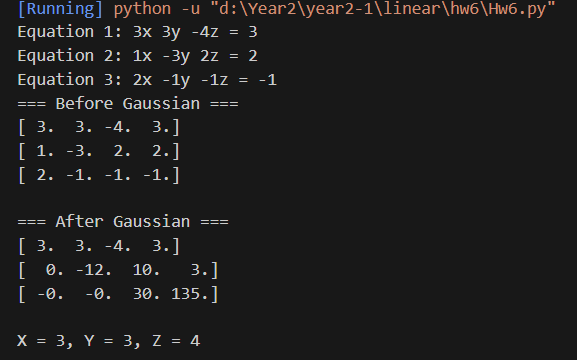 [Running] python -u "d:\Year2\year2-1\linear\hw6\Hw6.py"
Equation 1: 3x 3y -4z = 3
Equation 2: 1x -3y 2z = 2
Equation 3: 2x -1y -1z = -1
=== Before Gaussian ===
[ 3.  3. -4.  3.]
[ 1. -3.  2.  2.]
[ 2. -1. -1. -1.]
=== After Gaussian ===
[ 3.  3. -4.  3.]
[  0. -12.  10.   3.]
[ -0.  -0.  30. 135.]
X = 3, Y = 3, Z = 4